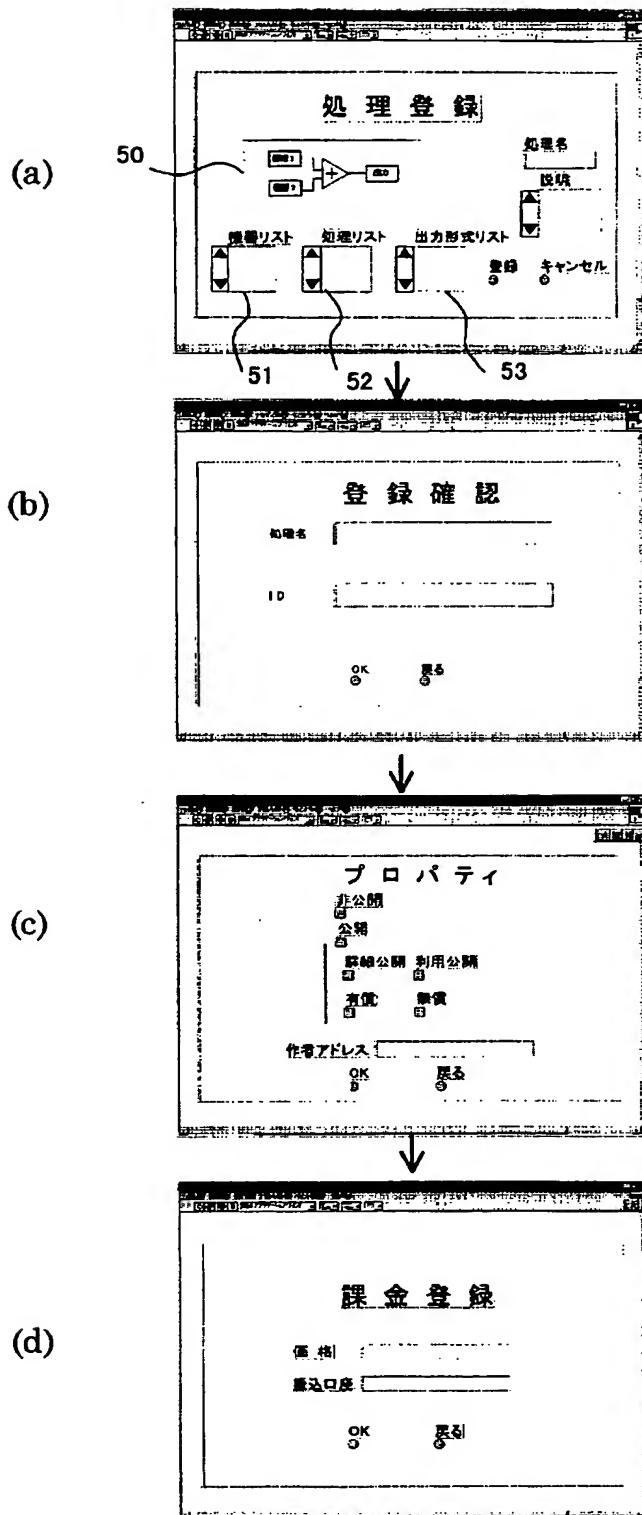 (a)
処理登録
50
処理名
説明
機器リスト
処理リスト
出力形式リスト
登録
キャンセル
51
52
53
(b)
登録確認
処理名
ID
OK
戻る
(c)
プロパティ
非公開
公開
詳細公開
利用公開
有償
無償
作者アドレス
OK
戻る
(d)
課金登録
価格
振込口座
OK
戻る